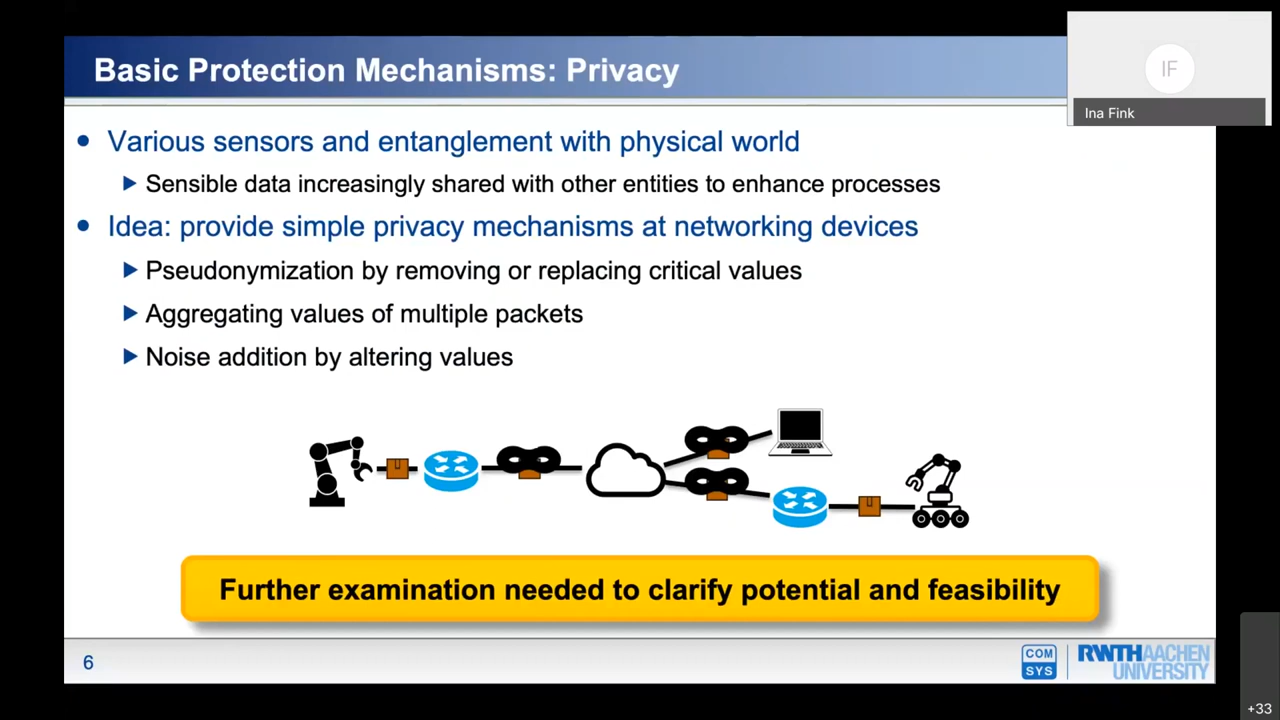 Basic Protection Mechanisms: Privacy
IF
Ina Fink
Various sensors and entanglement with physical world
Sensible data increasingly shared with other entities to enhance processes
Idea: provide simple privacy mechanisms at networking devices
Pseudonymization by removing or replacing critical values
Aggregating values of multiple packets
Noise addition by altering values
Further examination needed to clarify potential and feasibility
6
COM
SYS
RWTHAACHEN
UNIVERSITY
+33